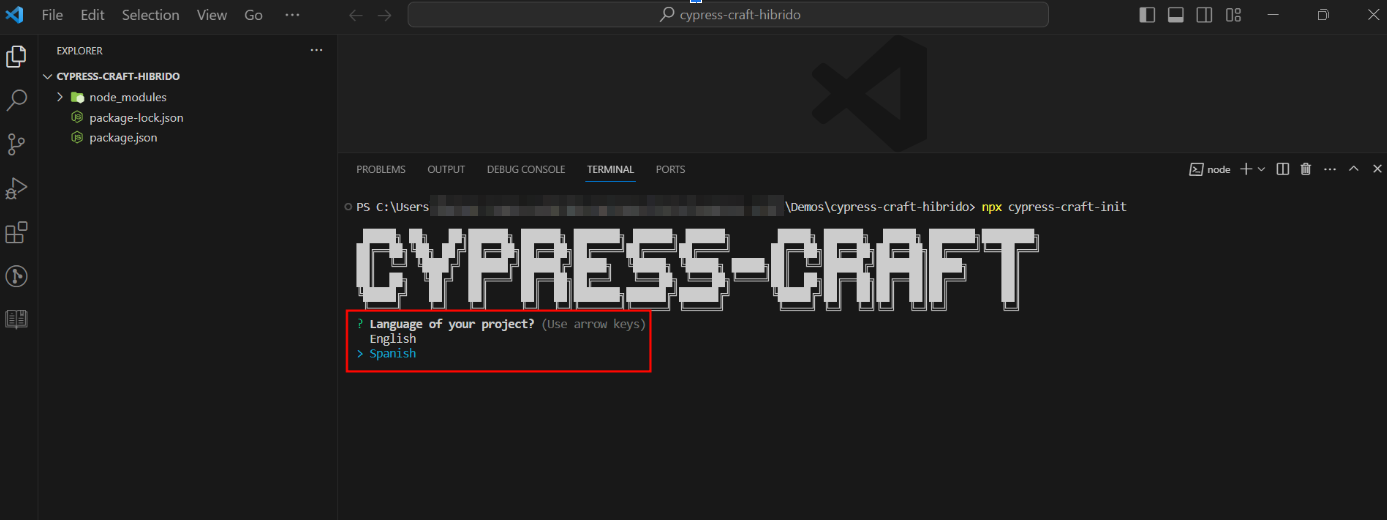 File Edit Selection View Go ···
cypress-craft-hibrido
EXPLORER ···
CYPRESS-CRAFT-HIBRIDO
node_modules
package-lock.json
package.json
PROBLEMS OUTPUT DEBUG CONSOLE TERMINAL PORTS
node
PS C:\Users \Demos\cypress-craft-hibrido> npx cypress-craft-init
CYPRESS-CRAFT
? Language of your project? (Use arrow keys)
English
> Spanish